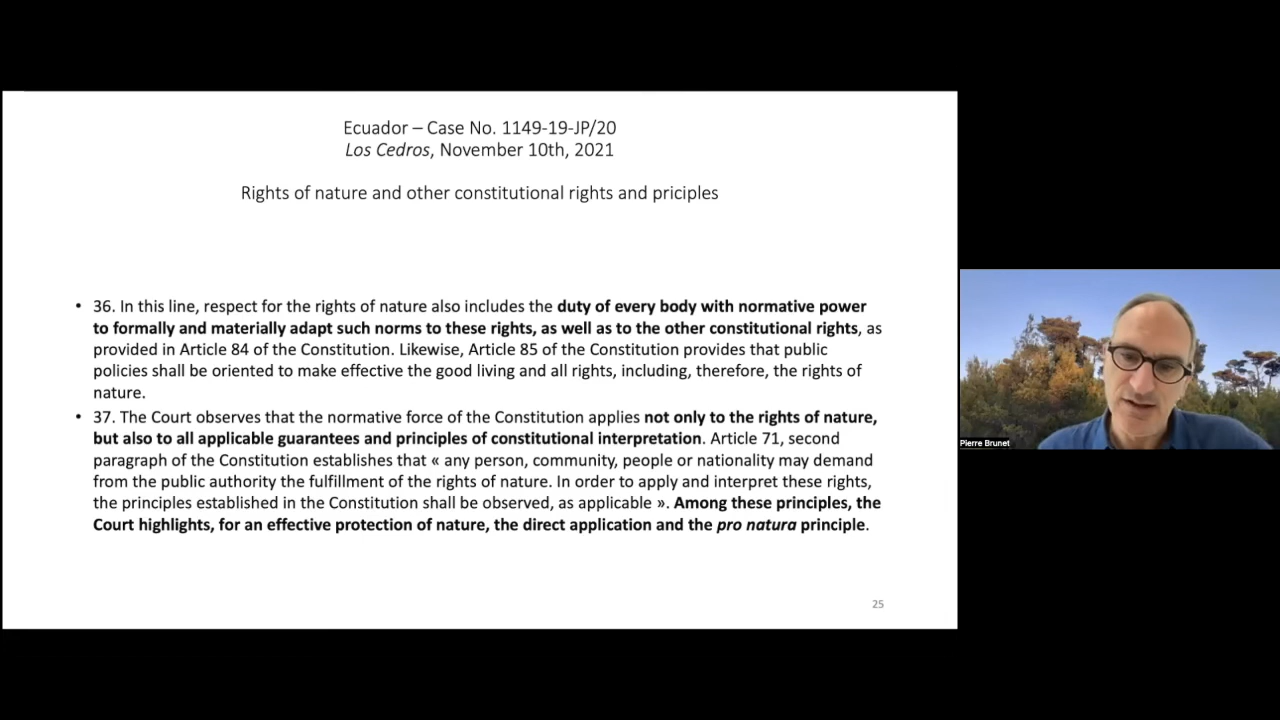 Ecuador – Case No. 1149-19-JP/20
Los Cedros, November 10th, 2021
Rights of nature and other constitutional rights and priciples
• 36. In this line, respect for the rights of nature also includes the duty of every body with normative power
to formally and materially adapt such norms to these rights, as well as to the other constitutional rights, as
provided in Article 84 of the Constitution. Likewise, Article 85 of the Constitution provides that public
policies shall be oriented to make effective the good living and all rights, including, therefore, the rights of
nature.
• 37. The Court observes that the normative force of the Constitution applies not only to the rights of nature,
but also to all applicable guarantees and principles of constitutional interpretation. Article 71, second
paragraph of the Constitution establishes that « any person, community, people or nationality may demand
from the public authority the fulfillment of the rights of nature. In order to apply and interpret these rights,
the principles established in the Constitution shall be observed, as applicable ». Among these principles, the
Court highlights, for an effective protection of nature, the direct application and the pro natura principle.
25
Pierre Brunet